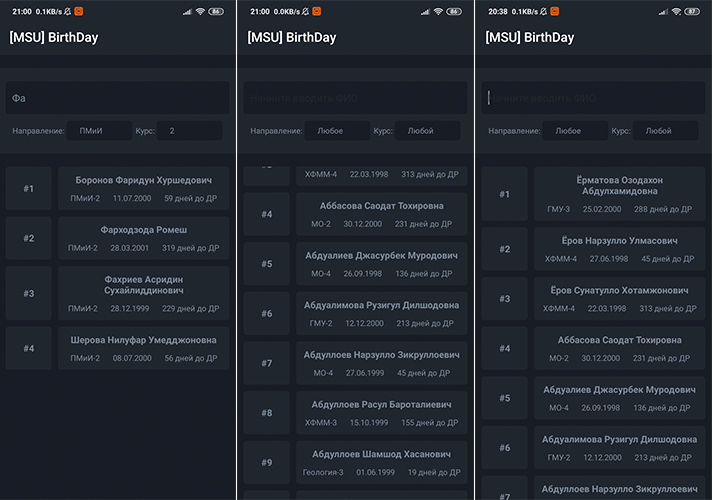 21:00 0.1KB/s 86
[MSU] BirthDay
Фа
Направление: ПМиИ Курс: 2
#1
Боронов Фаридун Хуршедович
ПМиИ-2 11.07.2000 59 дней до ДР
#2
Фарходзода Ромеш
ПМиИ-2 28.03.2001 319 дней до ДР
#3
Фахриев Асридин
Сухайлиддинович
ПМиИ-2 28.12.1999 229 дней до ДР
#4
Шерова Нилуфар Умедджоновна
ПМиИ-2 08.07.2000 56 дней до ДР
21:00 0.0KB/s 86
[MSU] BirthDay
Начните вводить ФИО
Направление: Любое Курс: Любой
#3
ХФММ-4 22.03.1998 313 дней до ДР
#4
Аббасова Саодат Тохировна
МО-2 30.12.2000 231 дней до ДР
#5
Абдуалиев Джасурбек Муродович
МО-4 26.09.1998 136 дней до ДР
#6
Абдуалимова Рузигул Дилшодовна
ГМУ-2 12.12.2000 213 дней до ДР
#7
Абдуллоев Нарзулло Зикруллоевич
МО-4 27.06.1999 45 дней до ДР
#8
Абдуллоев Расул Бароталиевич
ХФММ-3 15.10.1999 155 дней до ДР
#9
Абдуллоев Шамшод Хасанович
Геология-3 01.06.1999 19 дней до ДР
20:38 0.1KB/s 87
[MSU] BirthDay
Начните вводить ФИО
Направление: Любое Курс: Любой
#1
Ёрматова Озодахон
Абдулхамидовна
ГМУ-3 25.02.2000 288 дней до ДР
#2
Ёров Нарзулло Улмасович
ХФММ-4 27.06.1998 45 дней до ДР
#3
Ёров Сунатулло Хотамжонович
ХФММ-4 22.03.1998 313 дней до ДР
#4
Аббасова Саодат Тохировна
МО-2 30.12.2000 231 дней до ДР
#5
Абдуалиев Джасурбек Муродович
МО-4 26.09.1998 136 дней до ДР
#6
Абдуалимова Рузигул Дилшодовна
ГМУ-2 12.12.2000 213 дней до ДР
#7
Абдуллоев Нарзулло Зикруллоевич